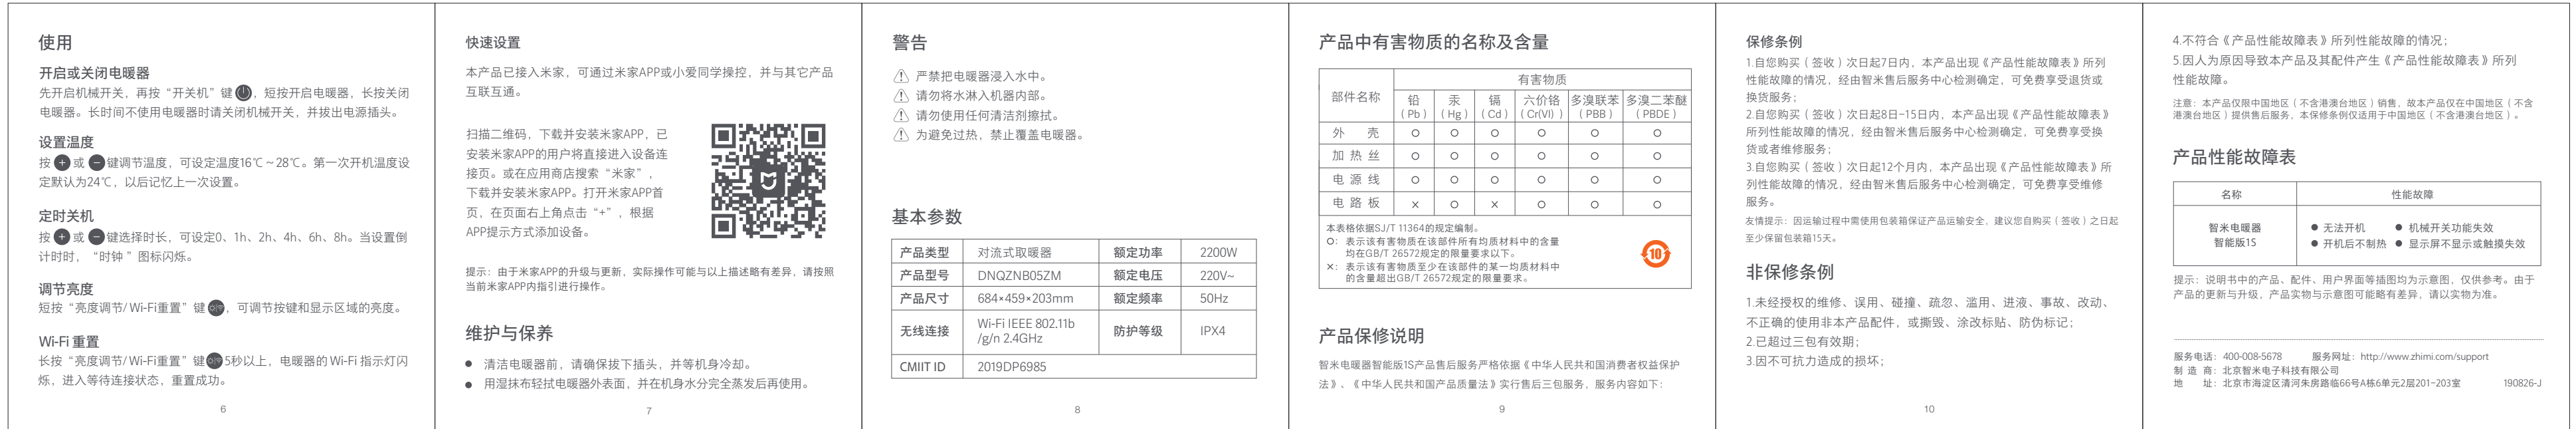 使用
开启或关闭电暖器
先开启机械开关，再按“开关机”键，短按开启电暖器，长按关闭
电暖器。长时间不使用电暖器时请关闭机械开关，并拔出电源插头。
设置温度
按 + 或 − 键调节温度，可设定温度16℃～28℃。第一次开机温度设
定默认为24℃，以后记忆上一次设置。
定时关机
按 + 或 − 键选择时长，可设定0、1h、2h、4h、6h、8h。当设置倒
计时时，“时钟”图标闪烁。
调节亮度
短按“亮度调节/Wi-Fi重置”键，可调节按键和显示区域的亮度。
Wi-Fi 重置
长按“亮度调节/Wi-Fi重置”键5秒以上，电暖器的 Wi-Fi 指示灯闪
烁，进入等待连接状态，重置成功。
6
快速设置
本产品已接入米家，可通过米家APP或小爱同学操控，并与其它产品
互联互通。
扫描二维码，下载并安装米家APP，已
安装米家APP的用户将直接进入设备连
接页。或在应用商店搜索“米家”，
下载并安装米家APP。打开米家APP首
页，在页面右上角点击“+”，根据
APP提示方式添加设备。
提示：由于米家APP的升级与更新，实际操作可能与以上描述略有差异，请按照
当前米家APP内指引进行操作。
维护与保养
● 清洁电暖器前，请确保拔下插头，并等机身冷却。
● 用湿抹布轻拭电暖器外表面，并在机身水分完全蒸发后再使用。
7
警告
严禁把电暖器浸入水中。
请勿将水淋入机器内部。
请勿使用任何清洁剂擦拭。
为避免过热，禁止覆盖电暖器。
基本参数
产品类型 对流式取暖器 额定功率 2200W
产品型号 DNQZNB05ZM 额定电压 220V~
产品尺寸 684×459×203mm 额定频率 50Hz
无线连接 Wi-Fi IEEE 802.11b
/g/n 2.4GHz 防护等级 IPX4
CMIIT ID 2019DP6985
8
产品中有害物质的名称及含量
部件名称 有害物质
铅 汞 镉 六价铬 多溴联苯 多溴二苯醚
（Pb） （Hg） （Cd） （Cr(VI)） （PBB） （PBDE）
外 壳 ○ ○ ○ ○ ○ ○
加 热 丝 ○ ○ ○ ○ ○ ○
电 源 线 ○ ○ ○ ○ ○ ○
电 路 板 × ○ × ○ ○ ○
本表格依据SJ/T 11364的规定编制。
○：表示该有害物质在该部件所有均质材料中的含量
均在GB/T 26572规定的限量要求以下。
×：表示该有害物质至少在该部件的某一均质材料中
的含量超出GB/T 26572规定的限量要求。
10
产品保修说明
智米电暖器智能版1S产品售后服务严格依据《中华人民共和国消费者权益保护
法》、《中华人民共和国产品质量法》实行售后三包服务，服务内容如下：
9
保修条例
1.自您购买（签收）次日起7日内，本产品出现《产品性能故障表》所列
性能故障的情况，经由智米售后服务中心检测确定，可免费享受退货或
换货服务；
2.自您购买（签收）次日起8日-15日内，本产品出现《产品性能故障表》
所列性能故障的情况，经由智米售后服务中心检测确定，可免费享受换
货或者维修服务；
3.自您购买（签收）次日起12个月内，本产品出现《产品性能故障表》所
列性能故障的情况，经由智米售后服务中心检测确定，可免费享受维修
服务。
友情提示：因运输过程中需使用包装箱保证产品运输安全，建议您自购买（签收）之日起
至少保留包装箱15天。
非保修条例
1.未经授权的维修、误用、碰撞、疏忽、滥用、进液、事故、改动、
不正确的使用非本产品配件，或撕毁、涂改标贴、防伪标记；
2.已超过三包有效期；
3.因不可抗力造成的损坏；
10
4.不符合《产品性能故障表》所列性能故障的情况；
5.因人为原因导致本产品及其配件产生《产品性能故障表》所列
性能故障。
注意：本产品仅限中国地区（不含港澳台地区）销售，故本产品仅在中国地区（不含
港澳台地区）提供售后服务，本保修条例仅适用于中国地区（不含港澳台地区）。
产品性能故障表
名称 性能故障
智米电暖器
智能版1S
● 无法开机 ● 机械开关功能失效
● 开机后不制热 ● 显示屏不显示或触摸失效
提示：说明书中的产品、配件、用户界面等插图均为示意图，仅供参考。由于
产品的更新与升级，产品实物与示意图可能略有差异，请以实物为准。
服务电话：400-008-5678 服务网址：http://www.zhimi.com/support
制 造 商：北京智米电子科技有限公司
地 址：北京市海淀区清河朱房路临66号A栋6单元2层201-203室 190826-J